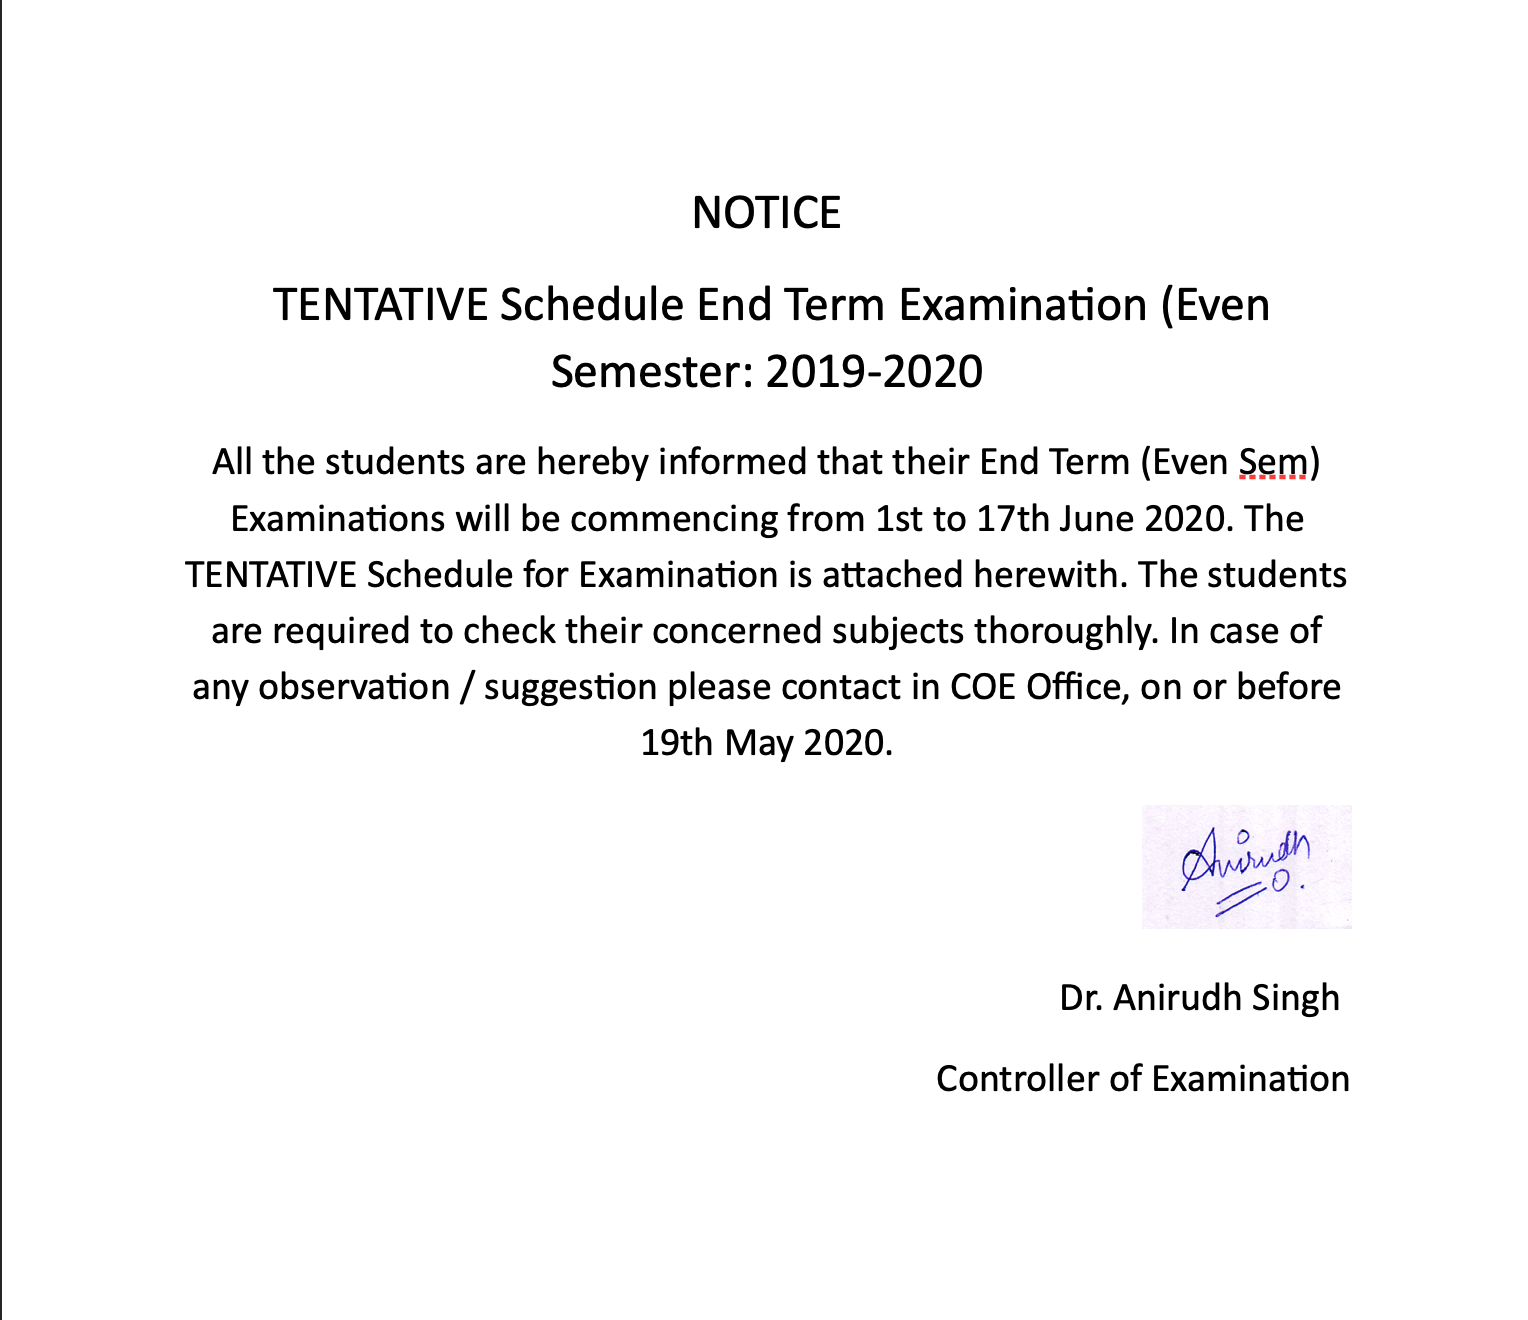 NOTICE
TENTATIVE Schedule End Term Examination (Even
Semester: 2019-2020
All the students are hereby informed that their End Term (Even Sem)
Examinations will be commencing from 1st to 17th June 2020. The
TENTATIVE Schedule for Examination is attached herewith. The students
are required to check their concerned subjects thoroughly. In case of
any observation / suggestion please contact in COE Office, on or before
19th May 2020.
Anirudh
Dr. Anirudh Singh
Controller of Examination